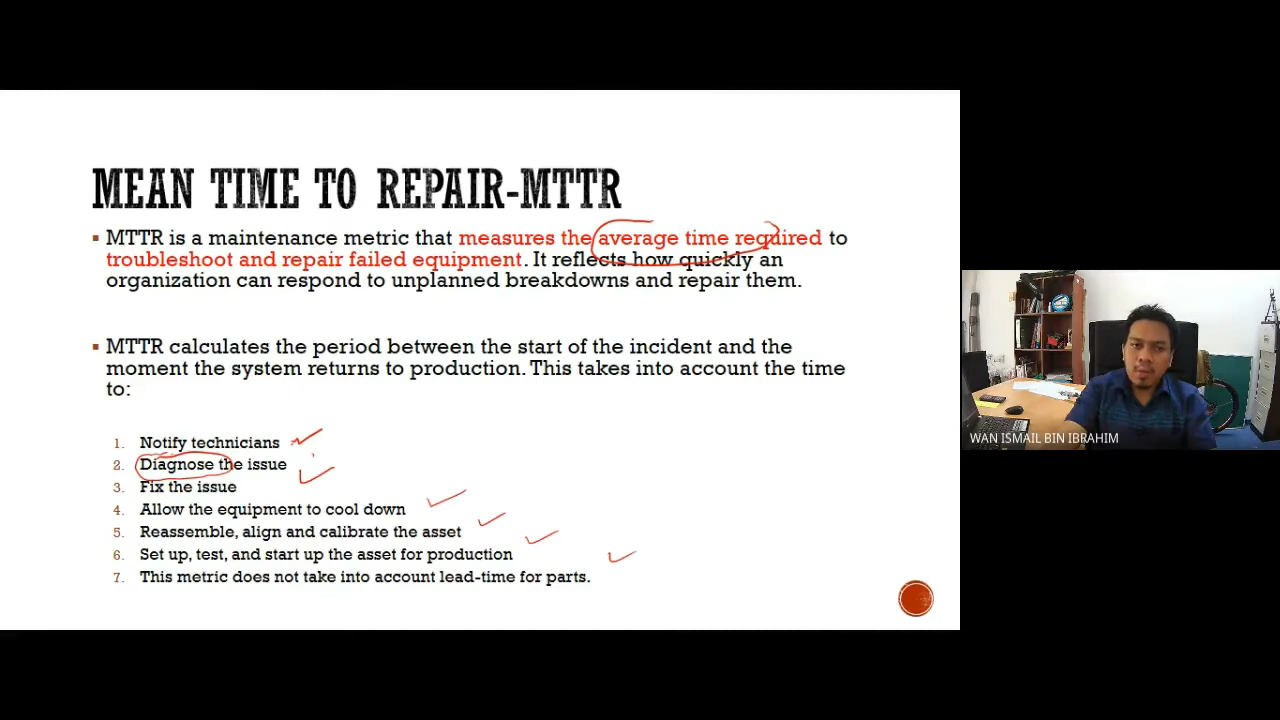 MEAN TIME TO REPAIR-MTTR
▪ MTTR is a maintenance metric that measures the average time required to
troubleshoot and repair failed equipment. It reflects how quickly an
organization can respond to unplanned breakdowns and repair them.
▪ MTTR calculates the period between the start of the incident and the
moment the system returns to production. This takes into account the time
to:
1. Notify technicians
2. Diagnose the issue
3. Fix the issue
4. Allow the equipment to cool down
5. Reassemble, align and calibrate the asset
6. Set up, test, and start up the asset for production
7. This metric does not take into account lead-time for parts.
WAN ISMAIL BIN IBRAHIM